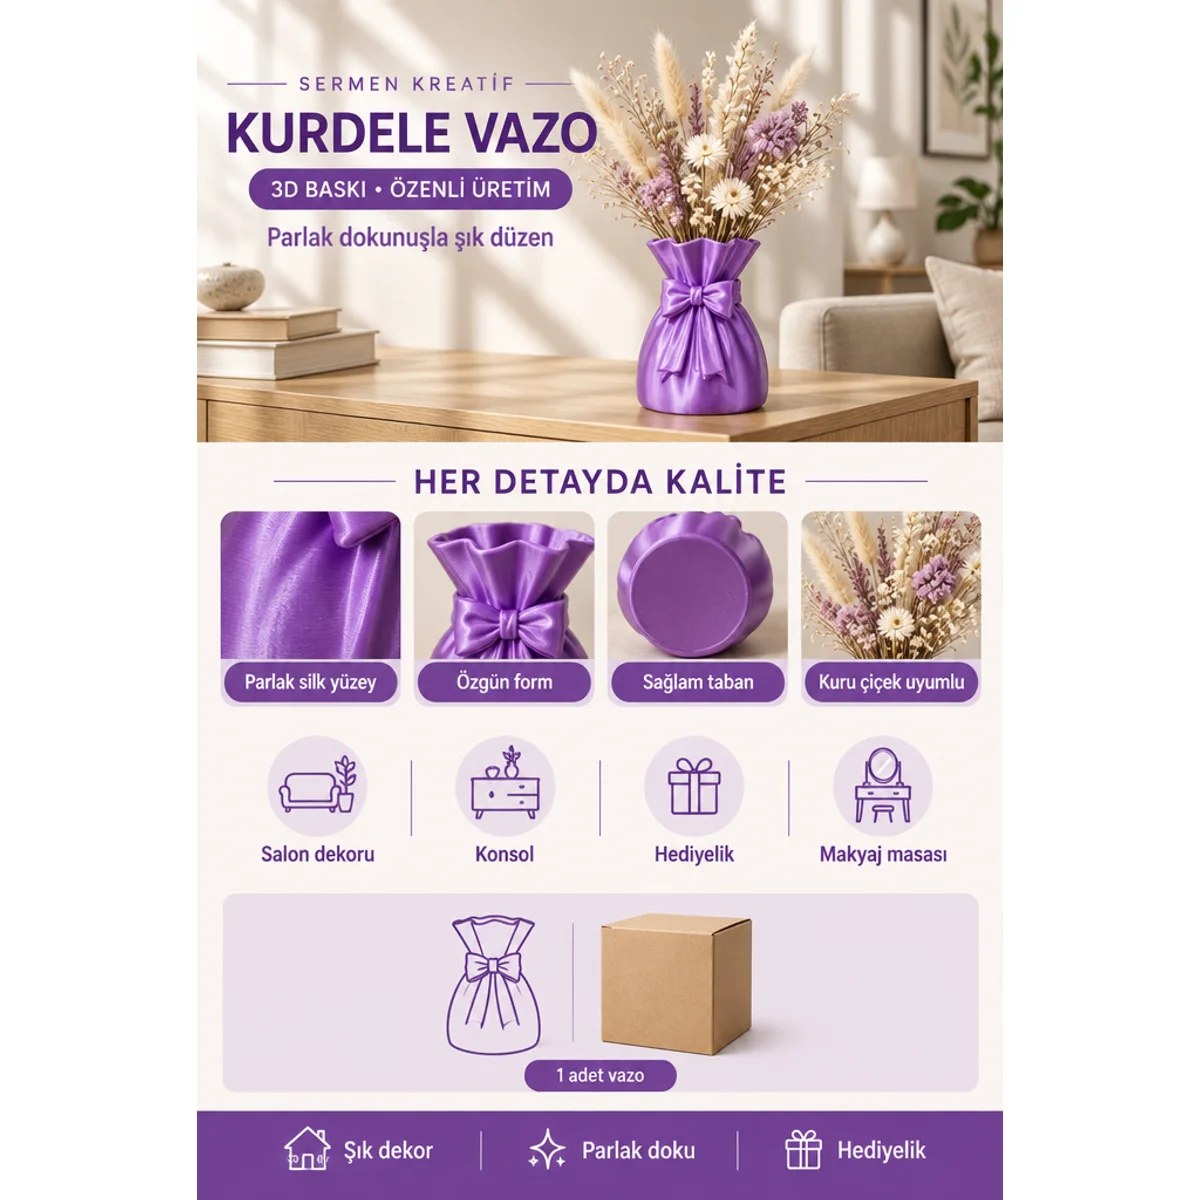 SERMEN KREATİF
KURDELE VAZO
3D BASKI • ÖZENLİ ÜRETİM
Parlak dokunuşla şık düzen
HER DETAYDA KALİTE
Parlak silk yüzey
Özgün form
Sağlam taban
Kuru çiçek uyumlu
Salon dekoru
Konsol
Hediyelik
Makyaj masası
1 adet vazo
Şık dekor
Parlak doku
Hediyelik